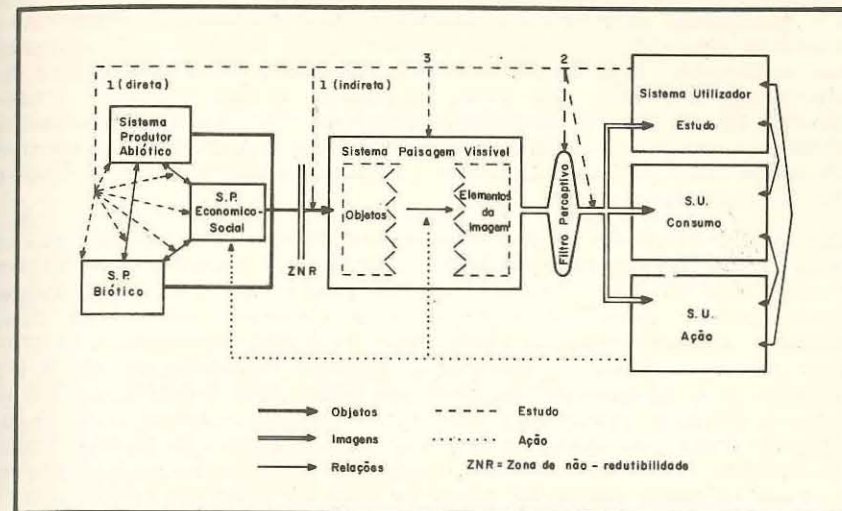 3
2
1 (direta)
1 (indireta)
Sistema
Produtor
Abiótico
S.P.
Economico-
Social
S.P.
Biótico
ZNR
Sistema Paisagem Vissível
Objetos
Elementos
da
Imagem
Filtro Perceptivo
Sistema Utilizador
Estudo
S.U.
Consumo
S.U.
Ação
Objetos
Imagens
Relações
Estudo
Ação
ZNR = Zona de não - redutibilidade